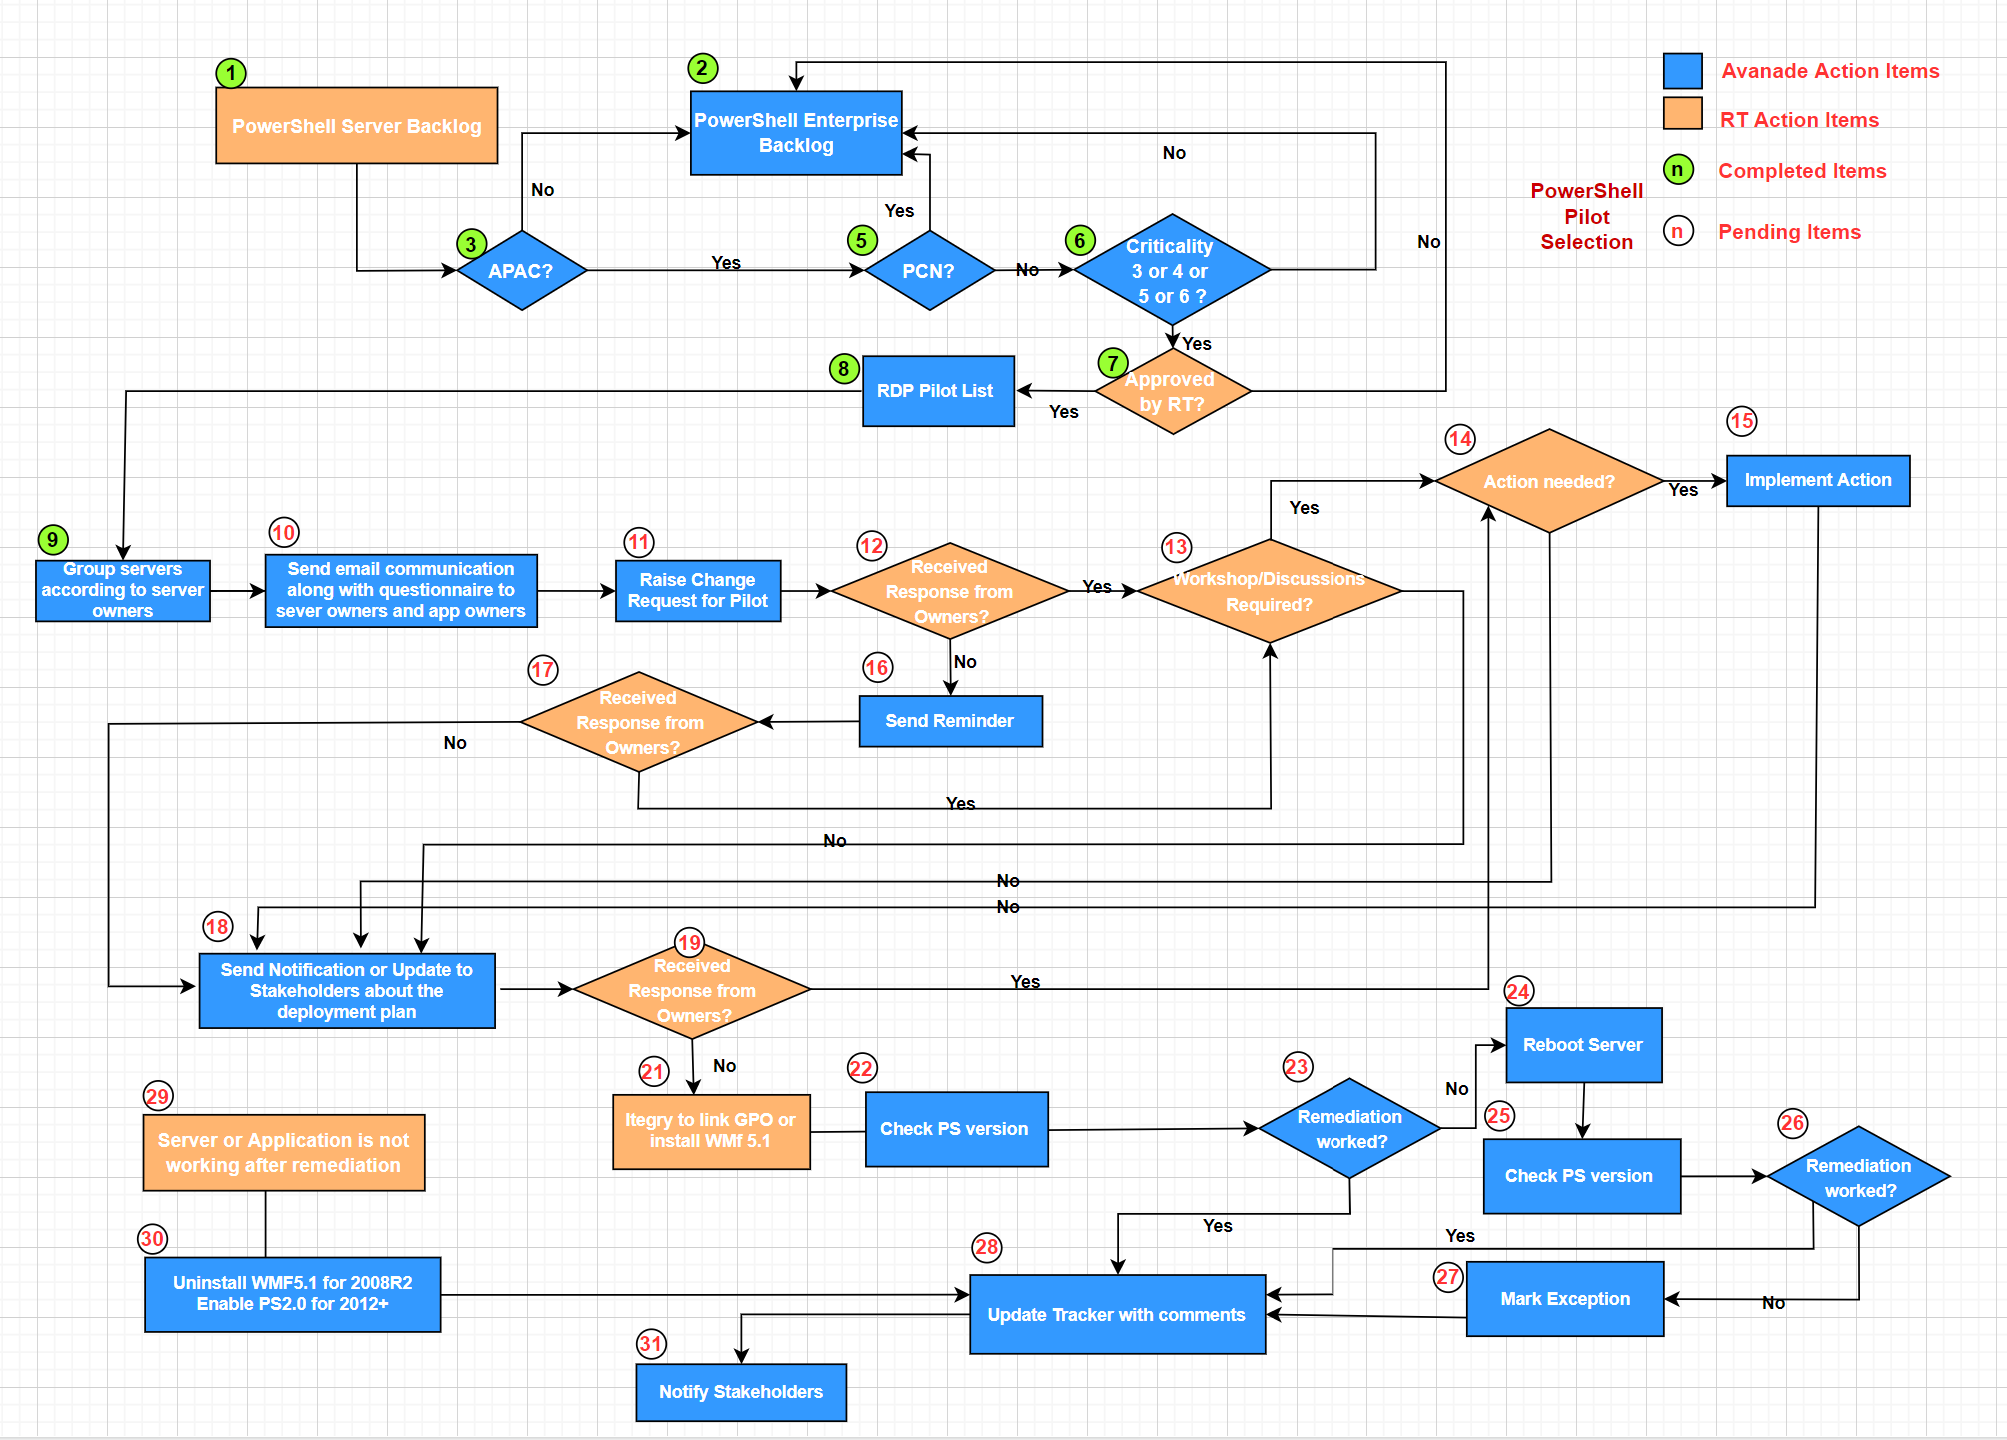 1
PowerShell Server Backlog
2
PowerShell Enterprise
Backlog
No
3
APAC?
Yes
Yes
5
PCN?
No
6
Criticality
3 or 4 or
5 or 6 ?
No
No
Yes
7
Approved
by RT?
Yes
8
RDP Pilot List
PowerShell
Pilot
Selection
Avanade Action Items
RT Action Items
n
Completed Items
n
Pending Items
9
Group servers
according to server
owners
10
Send email communication
along with questionnaire to
sever owners and app owners
11
Raise Change
Request for Pilot
12
Received
Response from
Owners?
Yes
13
Workshop/Discussions
Required?
Yes
14
Action needed?
Yes
15
Implement Action
No
16
Send Reminder
17
Received
Response from
Owners?
No
Yes
No
No
No
18
Send Notification or Update to
Stakeholders about the
deployment plan
19
Received
Response from
Owners?
Yes
No
21
Itegry to link GPO or
install WMf 5.1
22
Check PS version
23
Remediation
worked?
No
24
Reboot Server
25
Check PS version
26
Remediation
worked?
Yes
Yes
No
27
Mark Exception
28
Update Tracker with comments
29
Server or Application is not
working after remediation
30
Uninstall WMF5.1 for 2008R2
Enable PS2.0 for 2012+
31
Notify Stakeholders